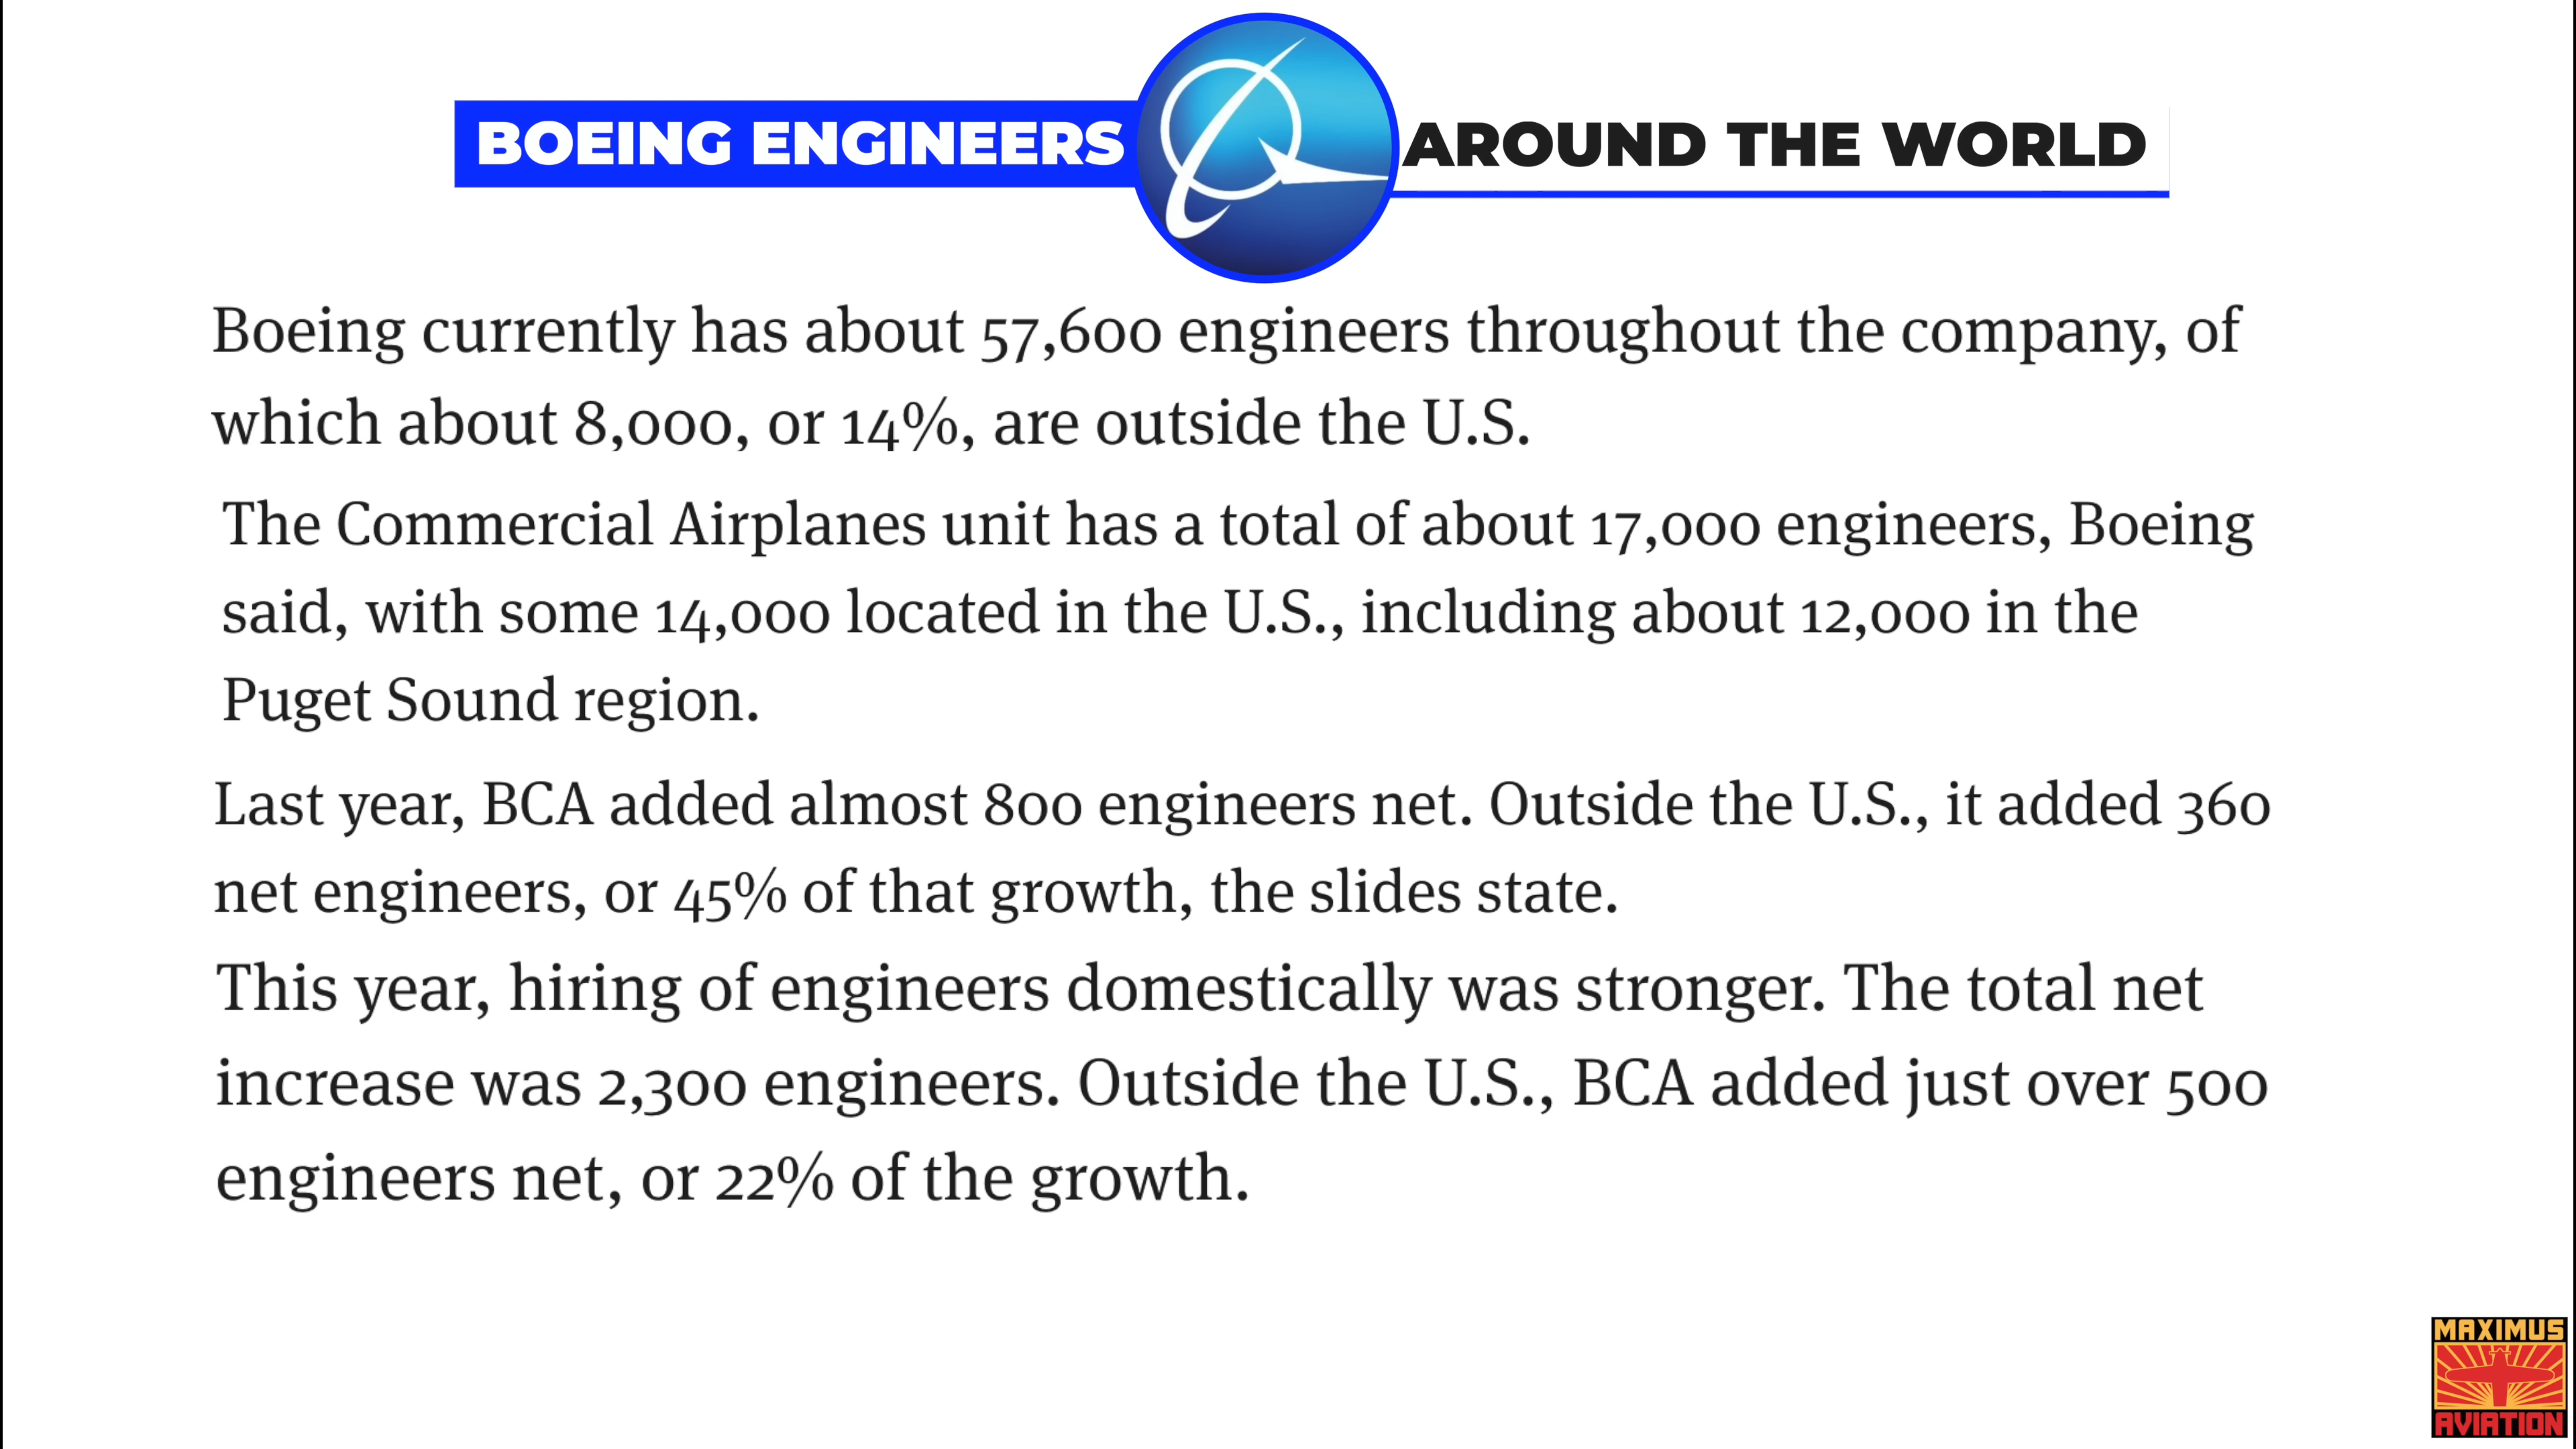 BOEING ENGINEERS AROUND THE WORLD
Boeing currently has about 57,600 engineers throughout the company, of
which about 8,000, or 14%, are outside the U.S.
The Commercial Airplanes unit has a total of about 17,000 engineers, Boeing
said, with some 14,000 located in the U.S., including about 12,000 in the
Puget Sound region.
Last year, BCA added almost 800 engineers net. Outside the U.S., it added 360
net engineers, or 45% of that growth, the slides state.
This year, hiring of engineers domestically was stronger. The total net
increase was 2,300 engineers. Outside the U.S., BCA added just over 500
engineers net, or 22% of the growth.
MAXIMUS
AVIATION